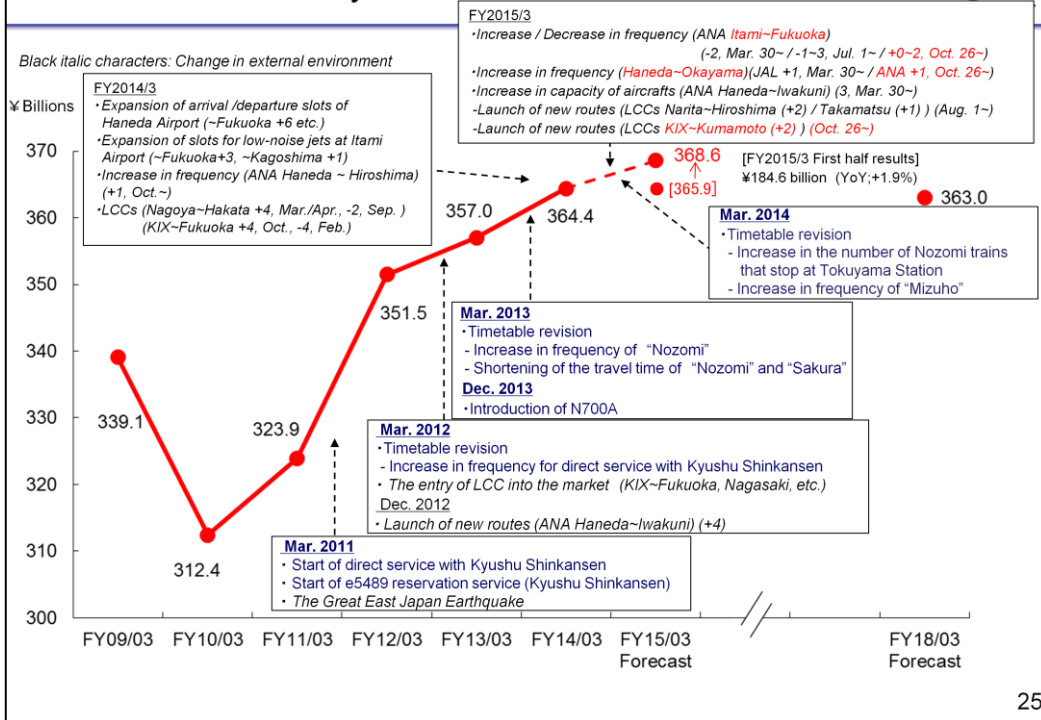 FY2015/3
・Increase / Decrease in frequency (ANA Itami~Fukuoka)
(-2, Mar. 30~ / -1~3, Jul. 1~ / +0~2, Oct. 26~)
・Increase in frequency (Haneda~Okayama)(JAL +1, Mar. 30~ / ANA +1, Oct. 26~)
・Increase in capacity of aircrafts (ANA Haneda~Iwakuni) (3, Mar. 30~)
-Launch of new routes (LCCs Narita~Hiroshima (+2) / Takamatsu (+1) ) (Aug. 1~)
-Launch of new routes (LCCs KIX~Kumamoto (+2) ) (Oct. 26~)
Black italic characters: Change in external environment
¥ Billions
FY2014/3
・Expansion of arrival /departure slots of
Haneda Airport (~Fukuoka +6 etc.)
・Expansion of slots for low-noise jets at Itami
Airport (~Fukuoka+3, ~Kagoshima +1)
・Increase in frequency (ANA Haneda ~ Hiroshima)
(+1, Oct.~)
・LCCs (Nagoya~Hakata +4, Mar./Apr., -2, Sep. )
(KIX~Fukuoka +4, Oct., -4, Feb.)
370
360
350
340
330
320
310
300
339.1
312.4
323.9
351.5
357.0
364.4
368.6
[365.9]
[FY2015/3 First half results]
¥184.6 billion (YoY;+1.9%)
363.0
Mar. 2014
・Timetable revision
- Increase in the number of Nozomi trains
that stop at Tokuyama Station
- Increase in frequency of “Mizuho”
Mar. 2013
・Timetable revision
- Increase in frequency of “Nozomi”
- Shortening of the travel time of “Nozomi” and “Sakura”
Dec. 2013
・Introduction of N700A
Mar. 2012
・Timetable revision
- Increase in frequency for direct service with Kyushu Shinkansen
・ The entry of LCC into the market (KIX~Fukuoka, Nagasaki, etc.)
Dec. 2012
・ Launch of new routes (ANA Haneda~Iwakuni) (+4)
Mar. 2011
・ Start of direct service with Kyushu Shinkansen
・ Start of e5489 reservation service (Kyushu Shinkansen)
・ The Great East Japan Earthquake
FY09/03 FY10/03 FY11/03 FY12/03 FY13/03 FY14/03 FY15/03 FY18/03
Forecast Forecast
25